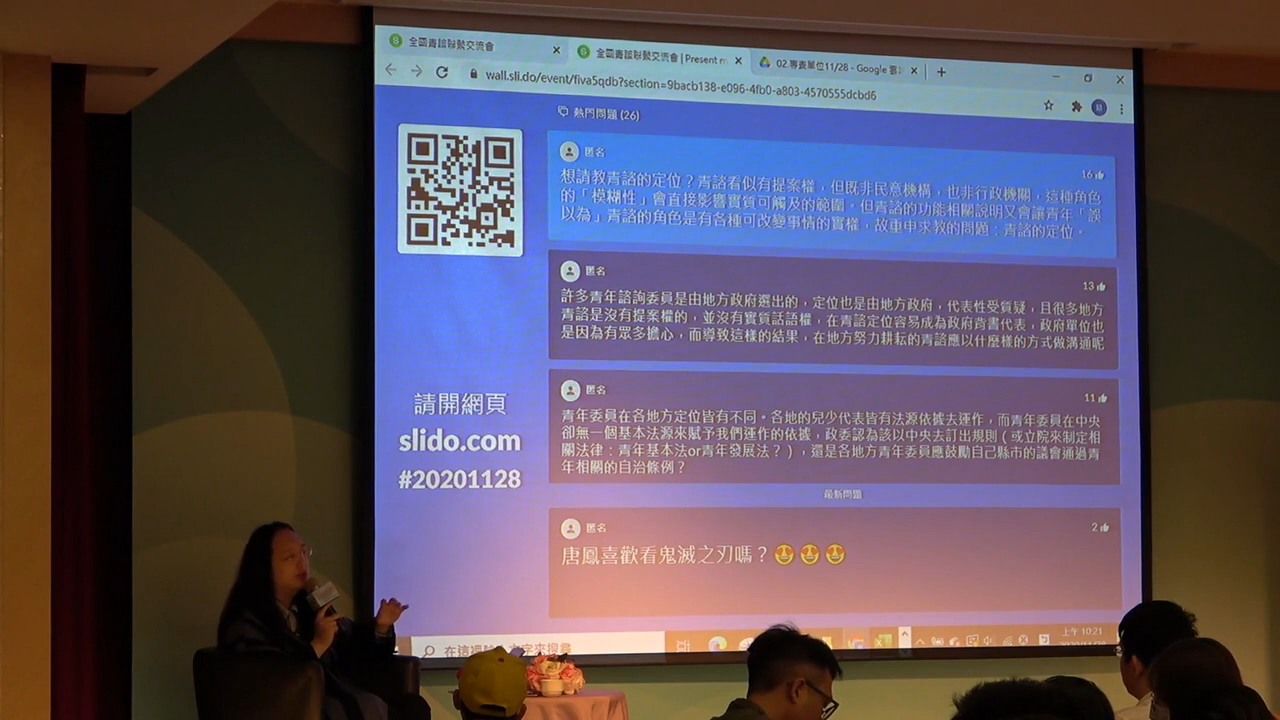 全國青諮聯繫交流會
全國青諮聯繫交流會 | Present m
02.專責單位11/28 - Google 雲端
wall.sli.do/event/fiva5qdb?section=9bacb138-e096-4fb0-a803-4570555dcbd6
熱門問題 (26)
匿名
16
想請教青諮的定位？青諮看似有提案權，但既非民意機構，也非行政機關，這種角色
的「模糊性」會直接影響實質可觸及的範圍。但青諮的功能相關說明又會讓青年「誤
以為」青諮的角色是有各種可改變事情的實權，故重申求教的問題：青諮的定位。
匿名
13
許多青年諮詢委員是由地方政府選出的，定位也是由地方政府，代表性受質疑，且很多地方
青諮是沒有提案權的，並沒有實質話語權，在青諮定位容易成為政府背書代表，政府單位也
是因為有眾多擔心，而導致這樣的結果，在地方努力耕耘的青諮應以什麼樣的方式做溝通呢
匿名
11
青年委員在各地方定位皆有不同。各地的兒少代表皆有法源依據去運作，而青年委員在中央
卻無一個基本法源來賦予我們運作的依據，政委認為該以中央去訂出規則（或立院來制定相
關法律：青年基本法or青年發展法？），還是各地方青年委員應鼓勵自己縣市的議會通過青
年相關的自治條例？
最新問題
匿名
2
唐鳳喜歡看鬼滅之刃嗎？🤩🤩🤩
請開網頁
slido.com
#20201128
在這裡輸入文字來搜尋
上午 10:21